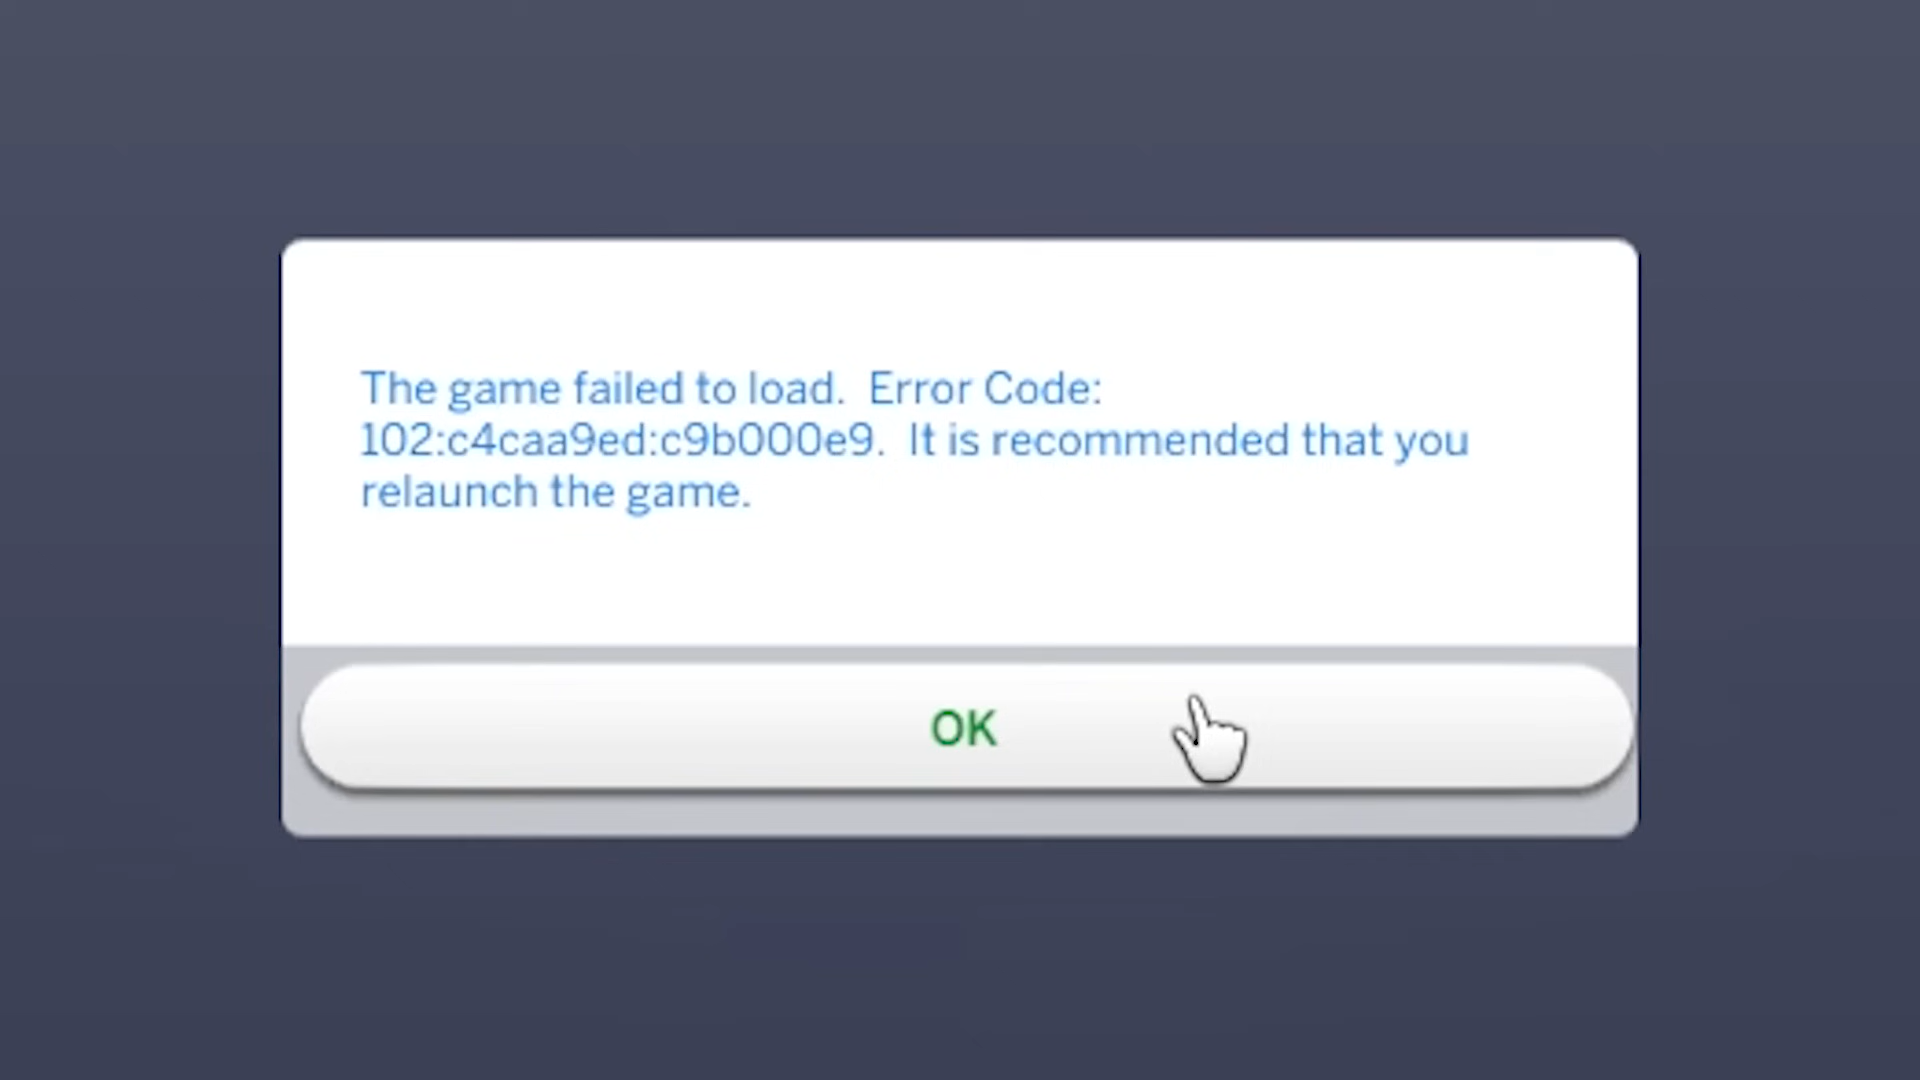 The game failed to load.  Error Code:
102:c4caa9ed:c9b000e9.  It is recommended that you
relaunch the game.
OK